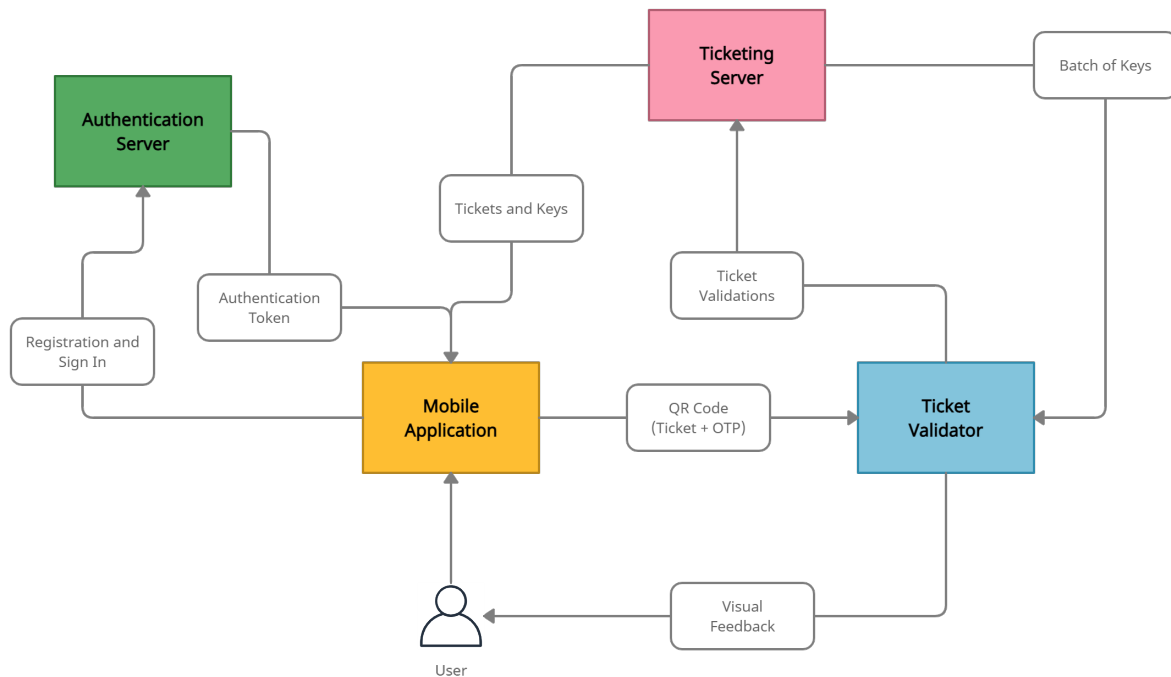 Ticketing
Server
Batch of Keys
Authentication
Server
Tickets and Keys
Ticket
Validations
Authentication
Token
Registration and
Sign In
Mobile
Application
QR Code
(Ticket + OTP)
Ticket
Validator
Visual
Feedback
User